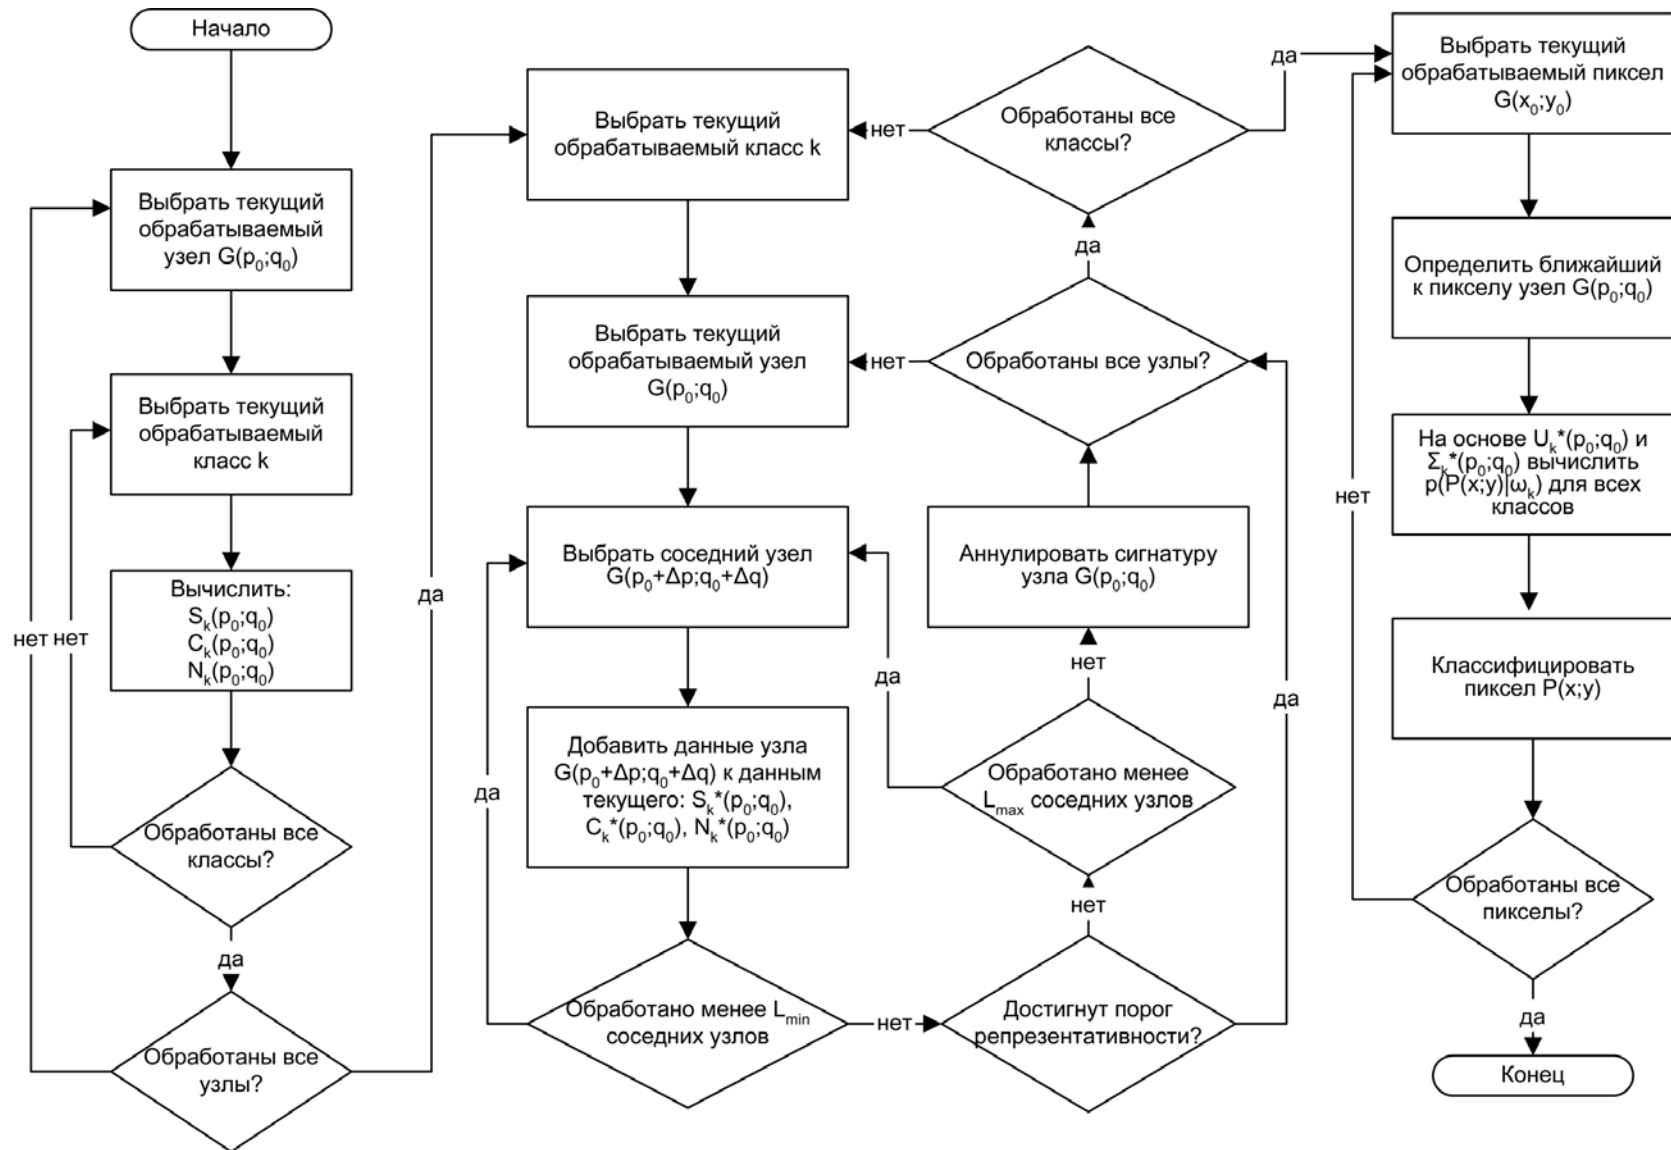 Начало
Выбрать текущий
обрабатываемый
узел G(p₀;q₀)
Выбрать текущий
обрабатываемый
класс k
Вычислить:
Sₖ(p₀;q₀)
Cₖ(p₀;q₀)
Nₖ(p₀;q₀)
нет
нет
Обработаны все
классы?
да
Обработаны все
узлы?
да
Выбрать текущий
обрабатываемый класс k
Выбрать текущий
обрабатываемый узел
G(p₀;q₀)
Выбрать соседний узел
G(p₀+Δp;q₀+Δq)
Добавить данные узла
G(p₀+Δp;q₀+Δq) к данным
текущего: Sₖ*(p₀;q₀),
Cₖ*(p₀;q₀), Nₖ*(p₀;q₀)
да
Обработано менее Lmin
соседних узлов
нет
Достигнут порог
репрезентативности?
нет
да
Обработано менее
Lmax соседних узлов
да
нет
Аннулировать сигнатуру
узла G(p₀;q₀)
Обработаны все узлы?
нет
да
Обработаны все
классы?
нет
да
Выбрать текущий
обрабатываемый пиксел
G(x₀;y₀)
Определить ближайший
к пикселу узел G(p₀;q₀)
На основе Uₖ*(p₀;q₀) и
Σₖ*(p₀;q₀) вычислить
p(P(x;y)|ωₖ) для всех
классов
Классифицировать
пиксел P(x;y)
нет
Обработаны все
пикселы?
да
Конец